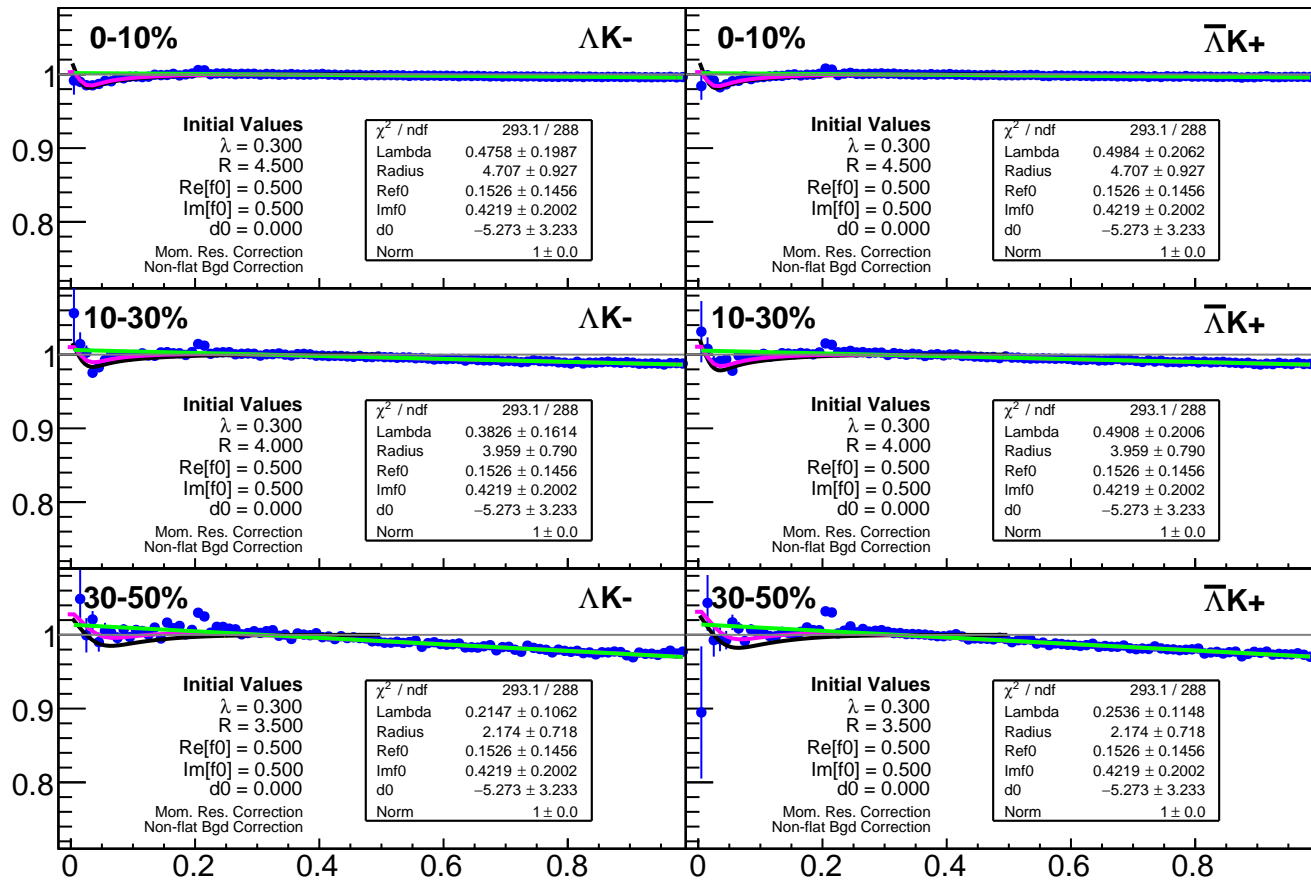 0-10%
ΛK-
1
0.9
0.8
Initial Values
λ = 0.300
R = 4.500
Re[f0] = 0.500
Im[f0] = 0.500
d0 = 0.000
Mom. Res. Correction
Non-flat Bgd Correction
χ² / ndf 293.1 / 288
Lambda 0.4758 ± 0.1987
Radius 4.707 ± 0.927
Ref0 0.1526 ± 0.1456
Imf0 0.4219 ± 0.2002
d0 −5.273 ± 3.233
Norm 1 ± 0.0
0-10%
Λ̅K+
Initial Values
λ = 0.300
R = 4.500
Re[f0] = 0.500
Im[f0] = 0.500
d0 = 0.000
Mom. Res. Correction
Non-flat Bgd Correction
χ² / ndf 293.1 / 288
Lambda 0.4984 ± 0.2062
Radius 4.707 ± 0.927
Ref0 0.1526 ± 0.1456
Imf0 0.4219 ± 0.2002
d0 −5.273 ± 3.233
Norm 1 ± 0.0
10-30%
ΛK-
1
0.9
0.8
Initial Values
λ = 0.300
R = 4.000
Re[f0] = 0.500
Im[f0] = 0.500
d0 = 0.000
Mom. Res. Correction
Non-flat Bgd Correction
χ² / ndf 293.1 / 288
Lambda 0.3826 ± 0.1614
Radius 3.959 ± 0.790
Ref0 0.1526 ± 0.1456
Imf0 0.4219 ± 0.2002
d0 −5.273 ± 3.233
Norm 1 ± 0.0
10-30%
Λ̅K+
Initial Values
λ = 0.300
R = 4.000
Re[f0] = 0.500
Im[f0] = 0.500
d0 = 0.000
Mom. Res. Correction
Non-flat Bgd Correction
χ² / ndf 293.1 / 288
Lambda 0.4908 ± 0.2006
Radius 3.959 ± 0.790
Ref0 0.1526 ± 0.1456
Imf0 0.4219 ± 0.2002
d0 −5.273 ± 3.233
Norm 1 ± 0.0
30-50%
ΛK-
1
0.9
0.8
Initial Values
λ = 0.300
R = 3.500
Re[f0] = 0.500
Im[f0] = 0.500
d0 = 0.000
Mom. Res. Correction
Non-flat Bgd Correction
χ² / ndf 293.1 / 288
Lambda 0.2147 ± 0.1062
Radius 2.174 ± 0.718
Ref0 0.1526 ± 0.1456
Imf0 0.4219 ± 0.2002
d0 −5.273 ± 3.233
Norm 1 ± 0.0
30-50%
Λ̅K+
Initial Values
λ = 0.300
R = 3.500
Re[f0] = 0.500
Im[f0] = 0.500
d0 = 0.000
Mom. Res. Correction
Non-flat Bgd Correction
χ² / ndf 293.1 / 288
Lambda 0.2536 ± 0.1148
Radius 2.174 ± 0.718
Ref0 0.1526 ± 0.1456
Imf0 0.4219 ± 0.2002
d0 −5.273 ± 3.233
Norm 1 ± 0.0
0 0.2 0.4 0.6 0.8
0 0.2 0.4 0.6 0.8